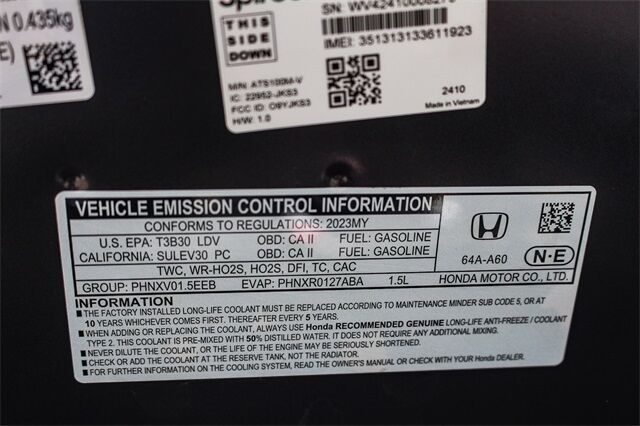 N 0.435kg
E)
THIS
SIDE
DOWN
IMEI: 351313133611923
M/N: ATS100M-V
IC: 22952-JKS3
FCC ID: O9YJKS3
H/W: 1.0
2410
Made in Vietnam
VEHICLE EMISSION CONTROL INFORMATION
CONFORMS TO REGULATIONS: 2023MY
U.S. EPA: T3B30 LDV OBD: CA II FUEL: GASOLINE
CALIFORNIA: SULEV30 PC OBD: CA II FUEL: GASOLINE
TWC, WR-HO2S, HO2S, DFI, TC, CAC
GROUP: PHNXV01.5EEB EVAP: PHNXR0127ABA 1.5L
64A-A60
N·E
HONDA MOTOR CO., LTD.
INFORMATION
■ THE FACTORY INSTALLED LONG-LIFE COOLANT MUST BE REPLACED ACCORDING TO MAINTENANCE MINDER SUB CODE 5, OR AT
10 YEARS WHICHEVER COMES FIRST. THEREAFTER EVERY 5 YEARS.
■ WHEN ADDING OR REPLACING THE COOLANT, ALWAYS USE Honda RECOMMENDED GENUINE LONG-LIFE ANTI-FREEZE / COOLANT
TYPE 2. THIS COOLANT IS PRE-MIXED WITH 50% DISTILLED WATER. IT DOES NOT REQUIRE ANY ADDITIONAL MIXING.
■ NEVER DILUTE THE COOLANT, OR THE LIFE OF THE ENGINE MAY BE SERIOUSLY AFFECTED.
■ CHECK OR ADD THE COOLANT AT THE RESERVE TANK, NOT THE RADIATOR.
■ FOR FURTHER INFORMATION ON THE COOLING SYSTEM, READ THE OWNER'S MANUAL OR CHECK WITH YOUR Honda DEALER.